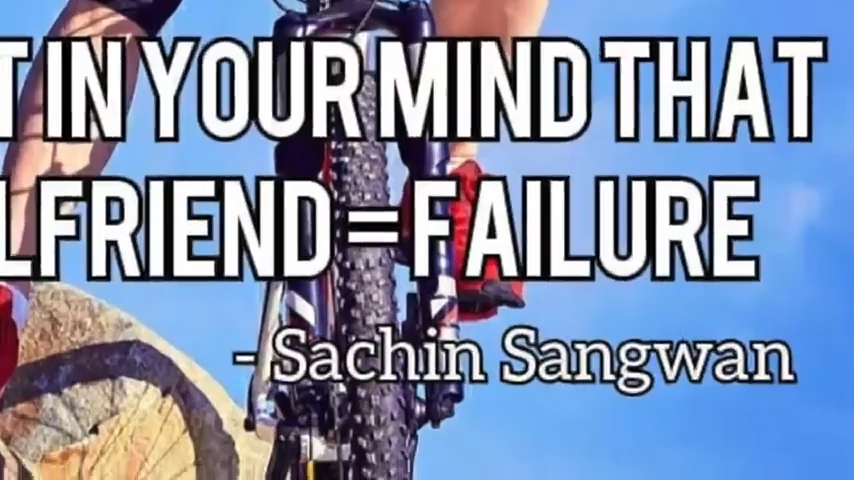 T IN YOUR MIND THAT
LFRIEND = FAILURE
- Sachin Sangwan